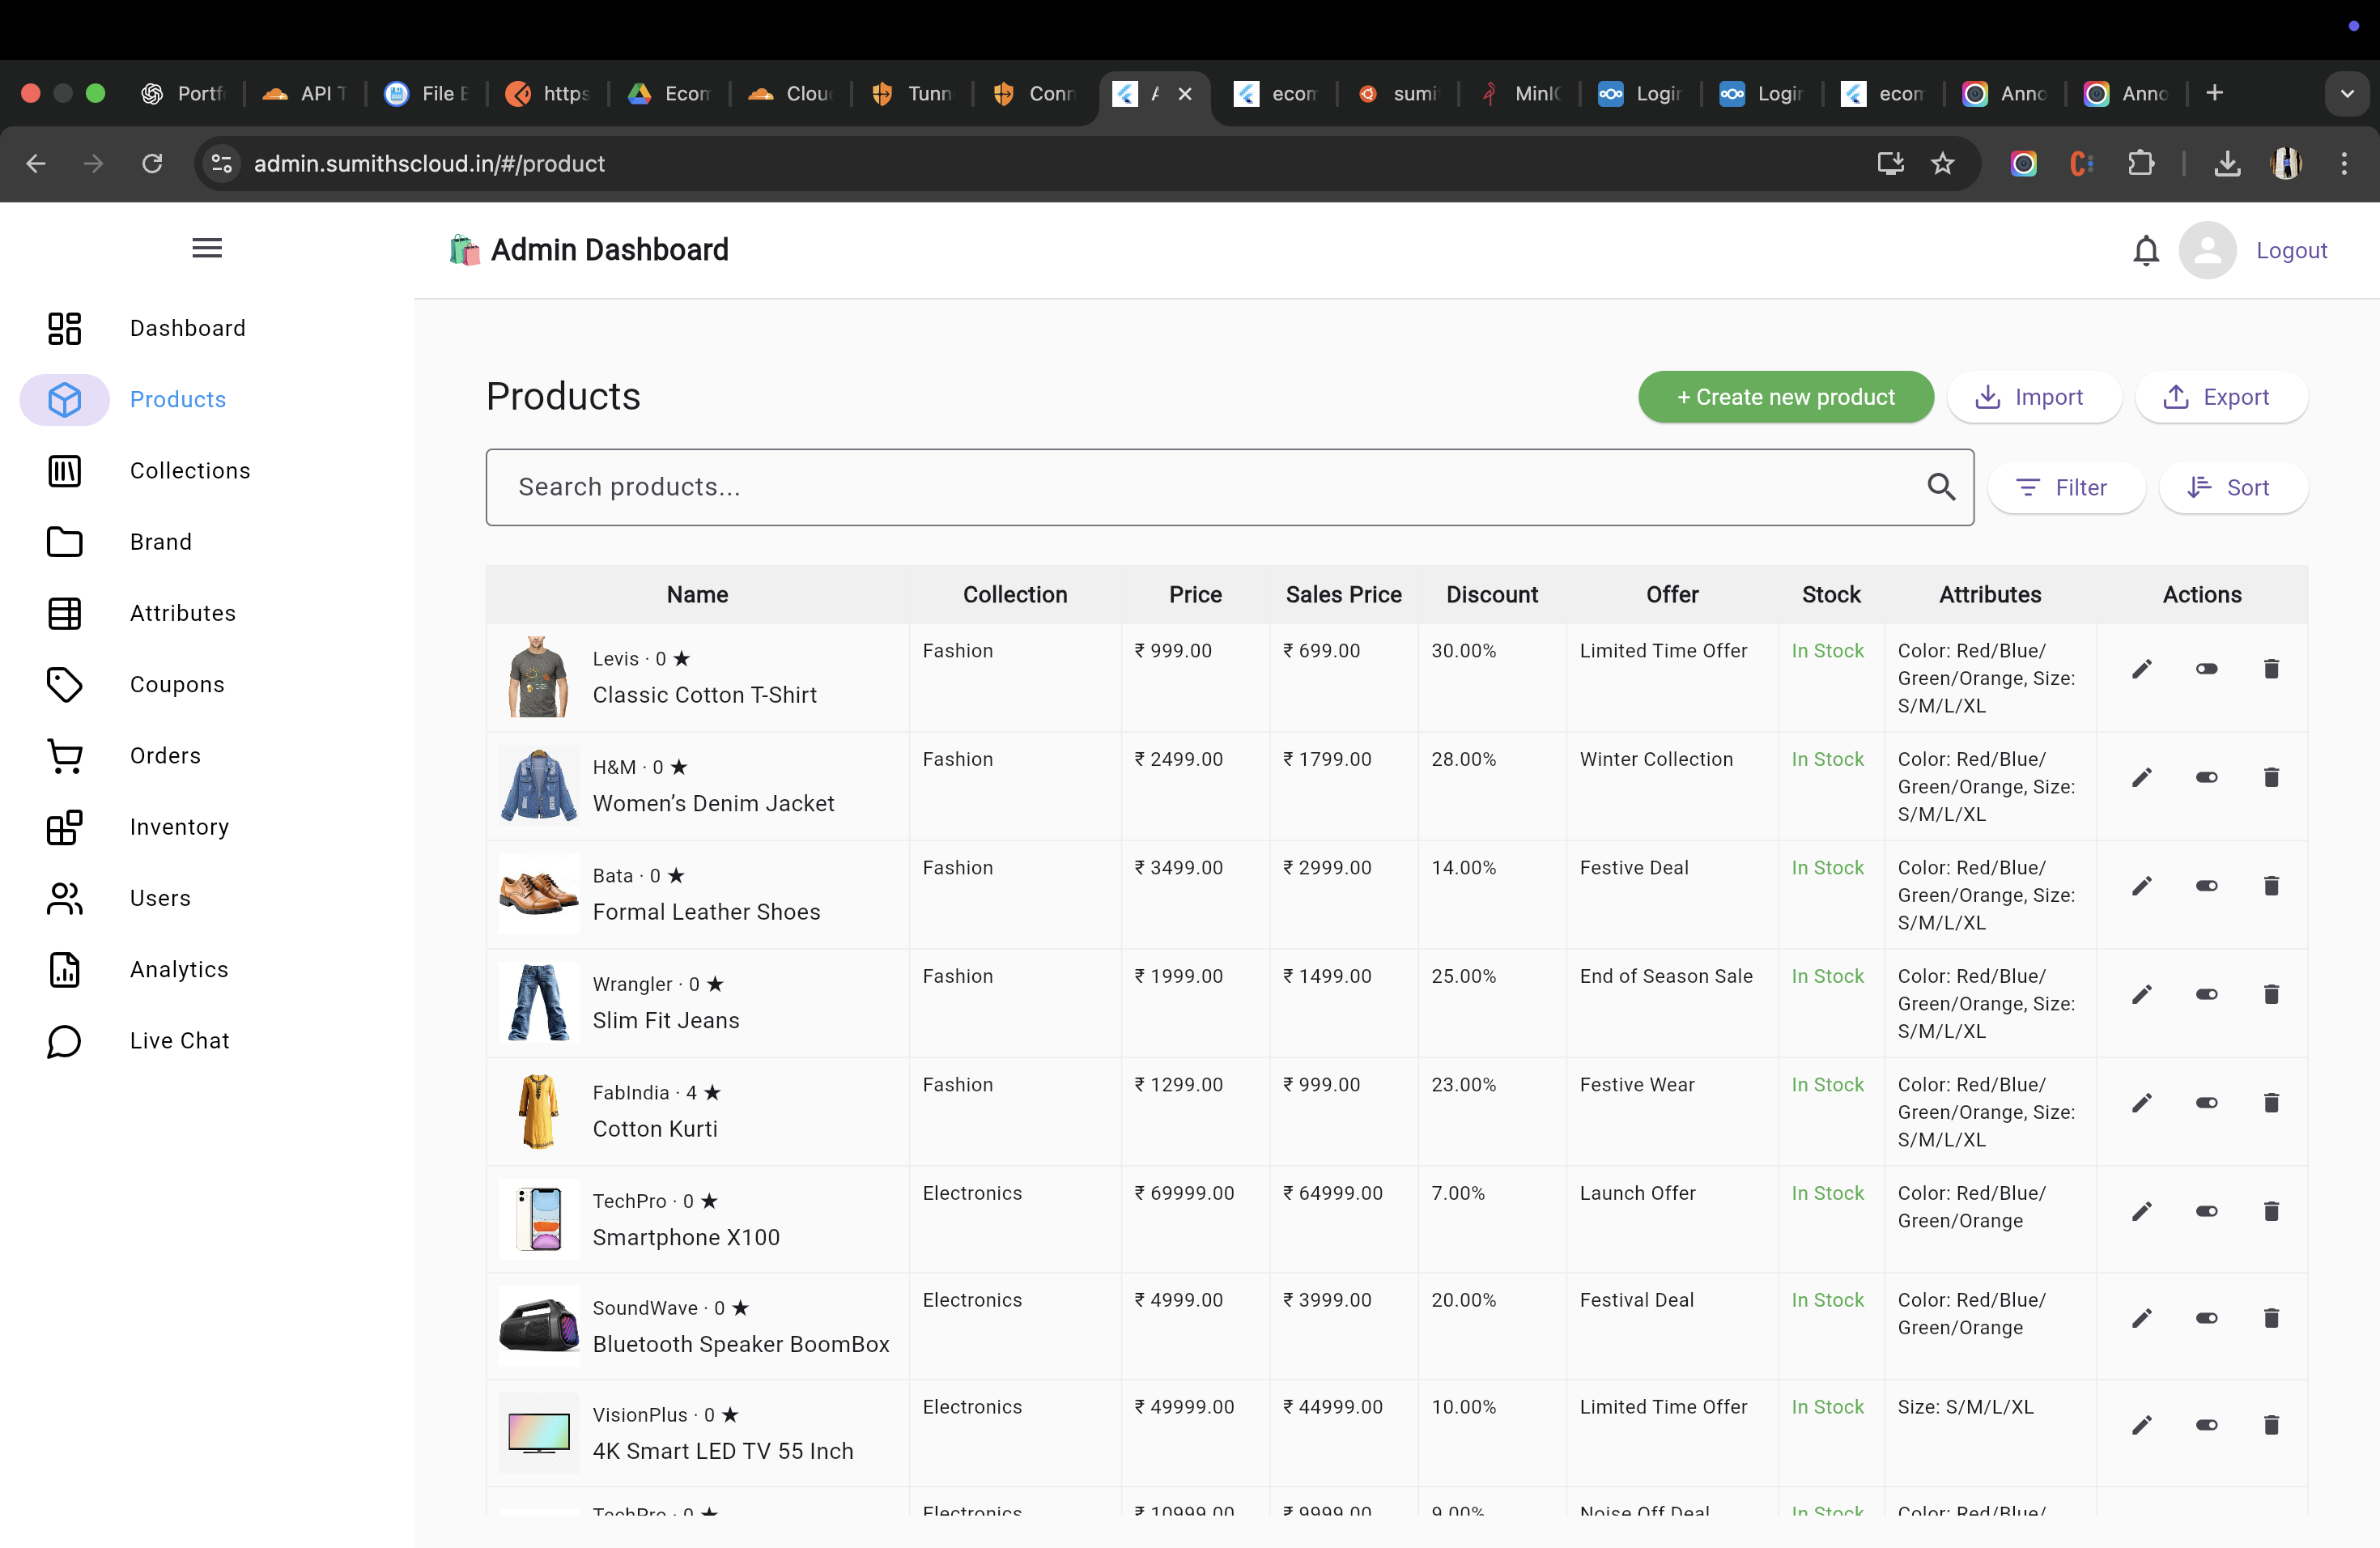 Portf
API T
File E
https
Ecom
Clou
Tunn
Conn
A
ecom
sumi
MinIO
Login
Login
ecom
Anno
Anno
admin.sumithscloud.in/#/product
Admin Dashboard
Logout
Dashboard
Products
Collections
Brand
Attributes
Coupons
Orders
Inventory
Users
Analytics
Live Chat
Products
+ Create new product
Import
Export
Search products...
Filter
Sort
Name Collection Price Sales Price Discount Offer Stock Attributes Actions
Levis · 0 ★
Classic Cotton T-Shirt
Fashion
₹ 999.00
₹ 699.00
30.00%
Limited Time Offer
In Stock
Color: Red/Blue/
Green/Orange, Size:
S/M/L/XL
H&M · 0 ★
Women’s Denim Jacket
Fashion
₹ 2499.00
₹ 1799.00
28.00%
Winter Collection
In Stock
Color: Red/Blue/
Green/Orange, Size:
S/M/L/XL
Bata · 0 ★
Formal Leather Shoes
Fashion
₹ 3499.00
₹ 2999.00
14.00%
Festive Deal
In Stock
Color: Red/Blue/
Green/Orange, Size:
S/M/L/XL
Wrangler · 0 ★
Slim Fit Jeans
Fashion
₹ 1999.00
₹ 1499.00
25.00%
End of Season Sale
In Stock
Color: Red/Blue/
Green/Orange, Size:
S/M/L/XL
FabIndia · 4 ★
Cotton Kurti
Fashion
₹ 1299.00
₹ 999.00
23.00%
Festive Wear
In Stock
Color: Red/Blue/
Green/Orange, Size:
S/M/L/XL
TechPro · 0 ★
Smartphone X100
Electronics
₹ 69999.00
₹ 64999.00
7.00%
Launch Offer
In Stock
Color: Red/Blue/
Green/Orange
SoundWave · 0 ★
Bluetooth Speaker BoomBox
Electronics
₹ 4999.00
₹ 3999.00
20.00%
Festival Deal
In Stock
Color: Red/Blue/
Green/Orange
VisionPlus · 0 ★
4K Smart LED TV 55 Inch
Electronics
₹ 49999.00
₹ 44999.00
10.00%
Limited Time Offer
In Stock
Size: S/M/L/XL
TechPro · 0 ★
Electronics
₹ 10999.00
₹ 9999.00
9.00%
Noise Off Deal
In Stock
Color: Red/Blue/